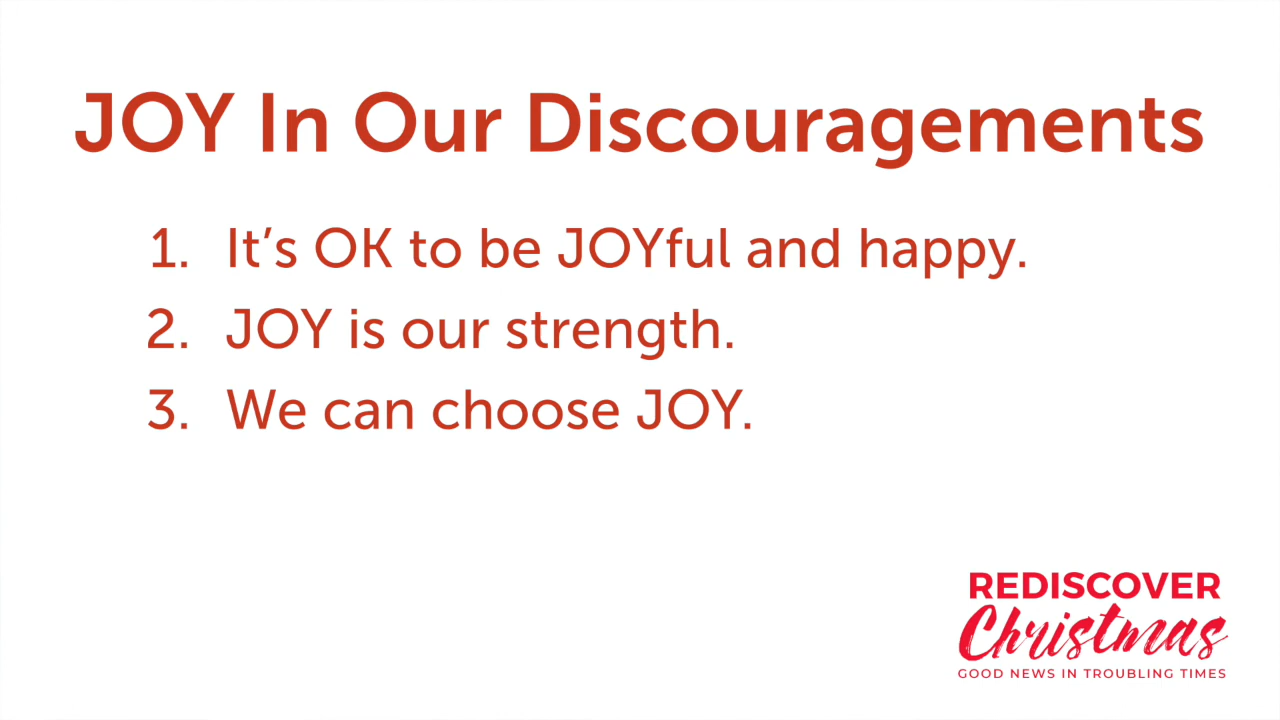 JOY In Our Discouragements
1. It's OK to be JOYful and happy.
2. JOY is our strength.
3. We can choose JOY.
REDISCOVER
Christmas
GOOD NEWS IN TROUBLING TIMES